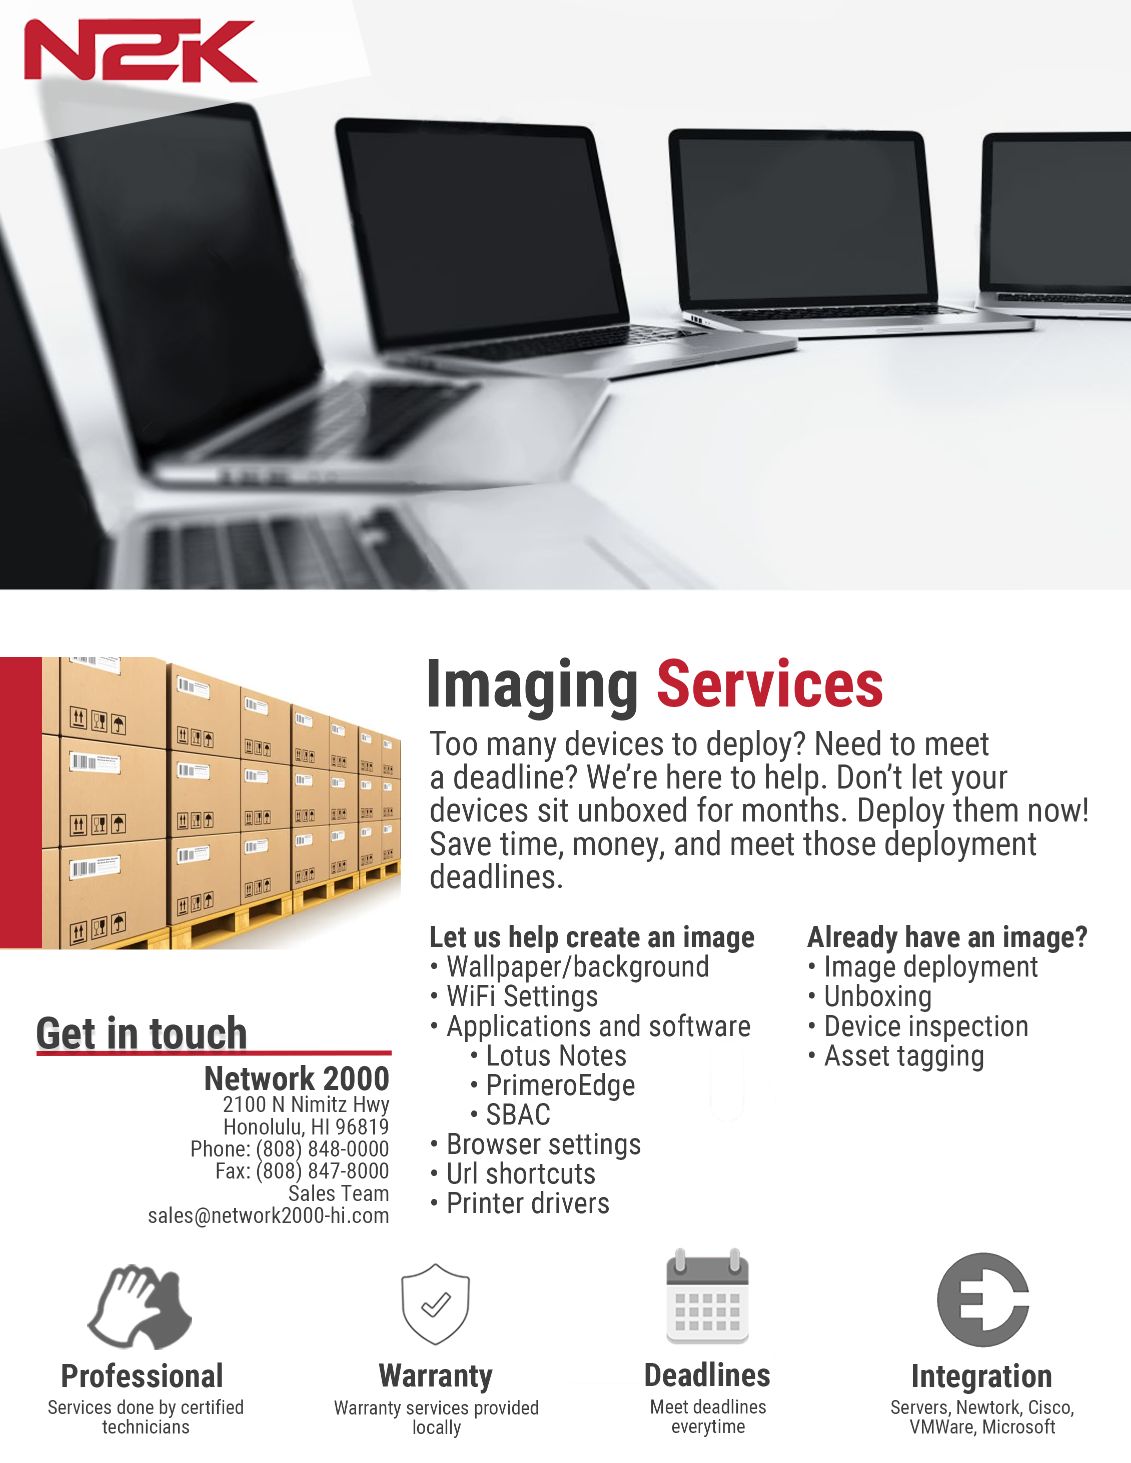 N2K
Imaging Services
Too many devices to deploy? Need to meet
a deadline? We're here to help. Don't let your
devices sit unboxed for months. Deploy them now!
Save time, money, and meet those deployment
deadlines.
Let us help create an image
• Wallpaper/background
• WiFi Settings
• Applications and software
• Lotus Notes
• PrimeroEdge
• SBAC
• Browser settings
• Url shortcuts
• Printer drivers
Already have an image?
• Image deployment
• Unboxing
• Device inspection
• Asset tagging
Get in touch
Network 2000
2100 N Nimitz Hwy
Honolulu, HI 96819
Phone: (808) 848-0000
Fax: (808) 847-8000
Sales Team
sales@network2000-hi.com
Professional
Services done by certified
technicians
Warranty
Warranty services provided
locally
Deadlines
Meet deadlines
everytime
Integration
Servers, Newtork, Cisco,
VMWare, Microsoft